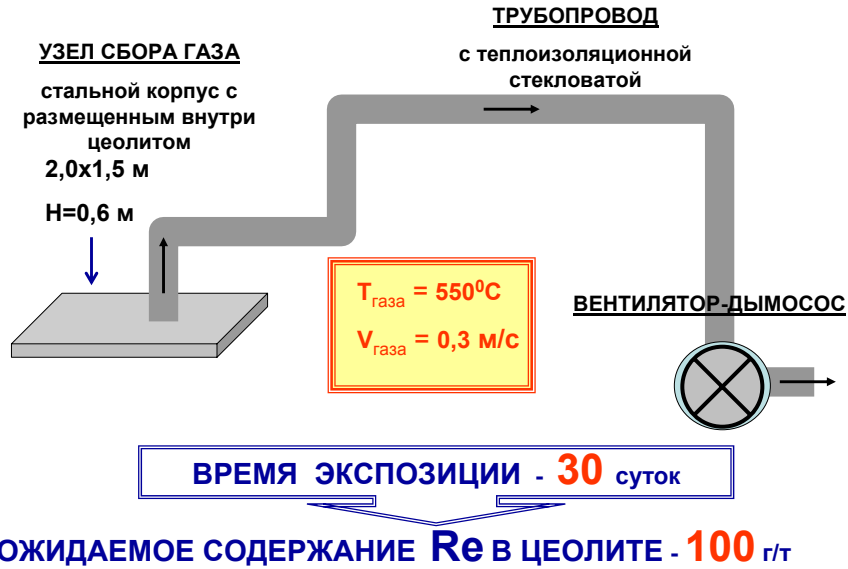 ТРУБОПРОВОД
с теплоизоляционной
стекловатой
УЗЕЛ СБОРА ГАЗА
стальной корпус с
размещенным внутри
цеолитом
2,0х1,5 м
Н=0,6 м
Тгаза = 550⁰С
Vгаза = 0,3 м/с
ВЕНТИЛЯТОР-ДЫМОСОС
ВРЕМЯ ЭКСПОЗИЦИИ - 30 суток
ОЖИДАЕМОЕ СОДЕРЖАНИЕ Re В ЦЕОЛИТЕ - 100 г/т